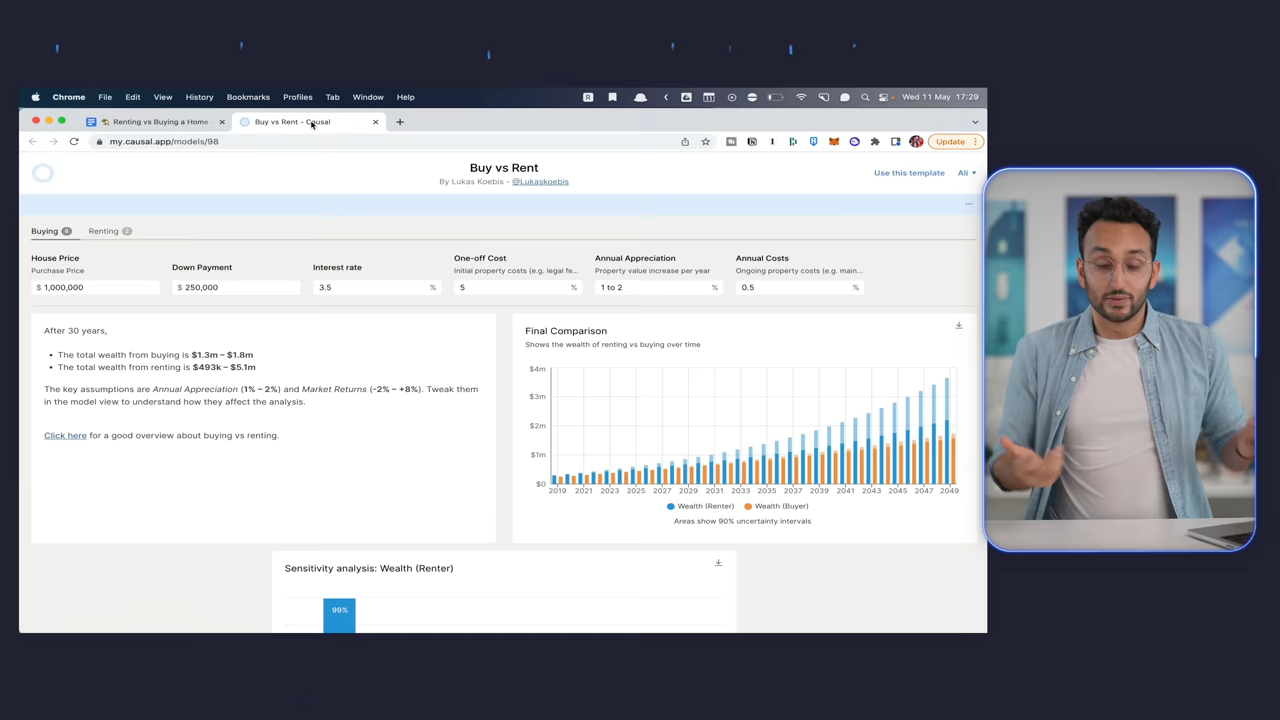 Chrome File Edit View History Bookmarks Profiles Tab Window Help Wed 11 May 17:29
Renting vs Buying a Home Buy vs Rent - Causal
my.causal.app/models/98 Update
Buy vs Rent
By Lukas Koebis - @Lukaskoebis
Use this template Ali
Buying 6 Renting 2
House Price One-off Cost Annual Appreciation Annual Costs
Purchase Price Down Payment Interest rate Initial property costs (e.g. legal fe... Property value increase per year Ongoing property costs (e.g. main...
$ 1,000,000 $ 250,000 3.5 % 5 % 1 to 2 % 0.5 %
After 30 years,
• The total wealth from buying is $1.3m – $1.8m
• The total wealth from renting is $493k – $5.1m
The key assumptions are Annual Appreciation (1% – 2%) and Market Returns (-2% – +8%). Tweak them
in the model view to understand how they affect the analysis.
Click here for a good overview about buying vs renting.
Final Comparison
Shows the wealth of renting vs buying over time
$4m
$3m
$2m
$1m
$0
2019 2021 2023 2025 2027 2029 2031 2033 2035 2037 2039 2041 2043 2045 2047 2049
Wealth (Renter) Wealth (Buyer)
Areas show 90% uncertainty intervals
Sensitivity analysis: Wealth (Renter)
99%